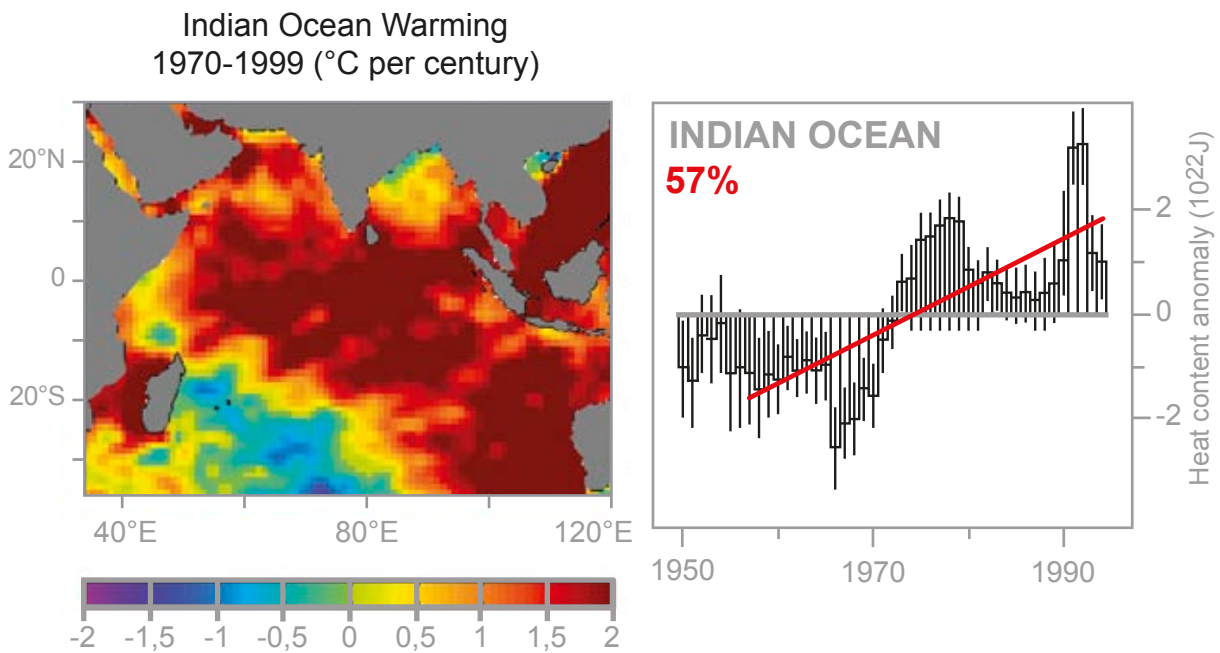 Indian Ocean Warming
1970-1999 (°C per century)
20°N
0
20°S
40°E
80°E
120°E
-2
-1,5
-1
-0,5
0
0,5
1
1,5
2
INDIAN OCEAN
57%
2
0
-2
Heat content anomaly (10²²J)
1950
1970
1990